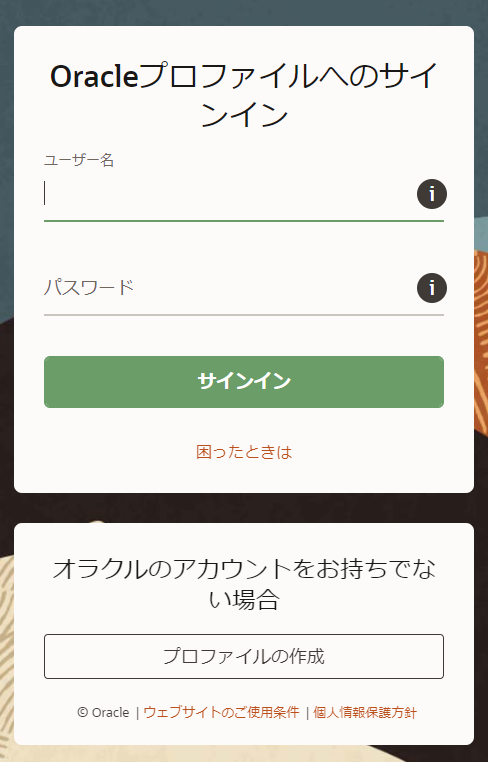 Oracleプロファイルへのサイ
ンイン
ユーザー名
i
パスワード
i
サインイン
困ったときは
オラクルのアカウントをお持ちでな
い場合
プロファイルの作成
© Oracle | ウェブサイトのご使用条件 | 個人情報保護方針